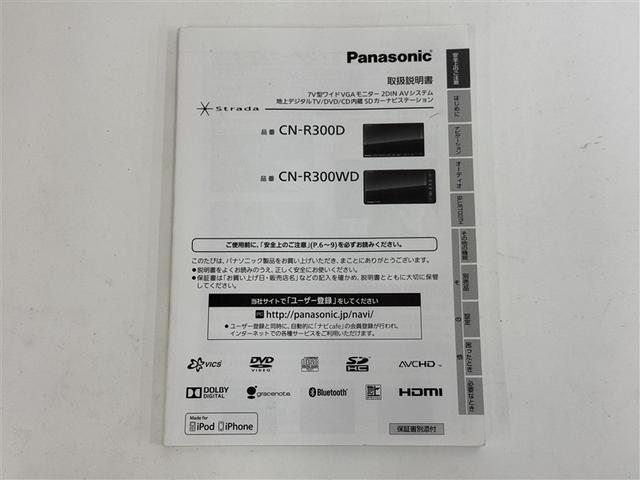 Panasonic
取扱説明書
7V型ワイドVGAモニター 2DIN AVシステム
地上デジタルTV/DVD/CD内蔵 SDカーナビステーション
Strada
品番 CN-R300D
品番 CN-R300WD
ご使用前に、「安全上のご注意」(P.6〜9)を必ずお読みください。
このたびは、パナソニック製品をお買い上げいただき、まことにありがとうございます。
●説明書をよくお読みのうえ、正しく安全にお使いください。
●保証書は「お買い上げ日・販売店名」などの記入を確かめ、説明書とともに大切に保管
してください。
当社サイトで「ユーザー登録」をしてください
PC http://panasonic.jp/navi/
●ユーザー登録と同時に、自動的に「ナビcafe」の会員登録が行われ、
インターネットでの各種サービスをご利用いただけます。
VICS DVD VIDEO COMPACT disc SD HC AVCHD
DOLBY DIGITAL gracenote Bluetooth HDMI
Made for
iPod iPhone
保証書別添付
安全上のご注意
はじめに
ナビゲーション
オーディオ
BLUETOOTH
その他の機能
別売品
設定
困ったとき
必要なとき
その他